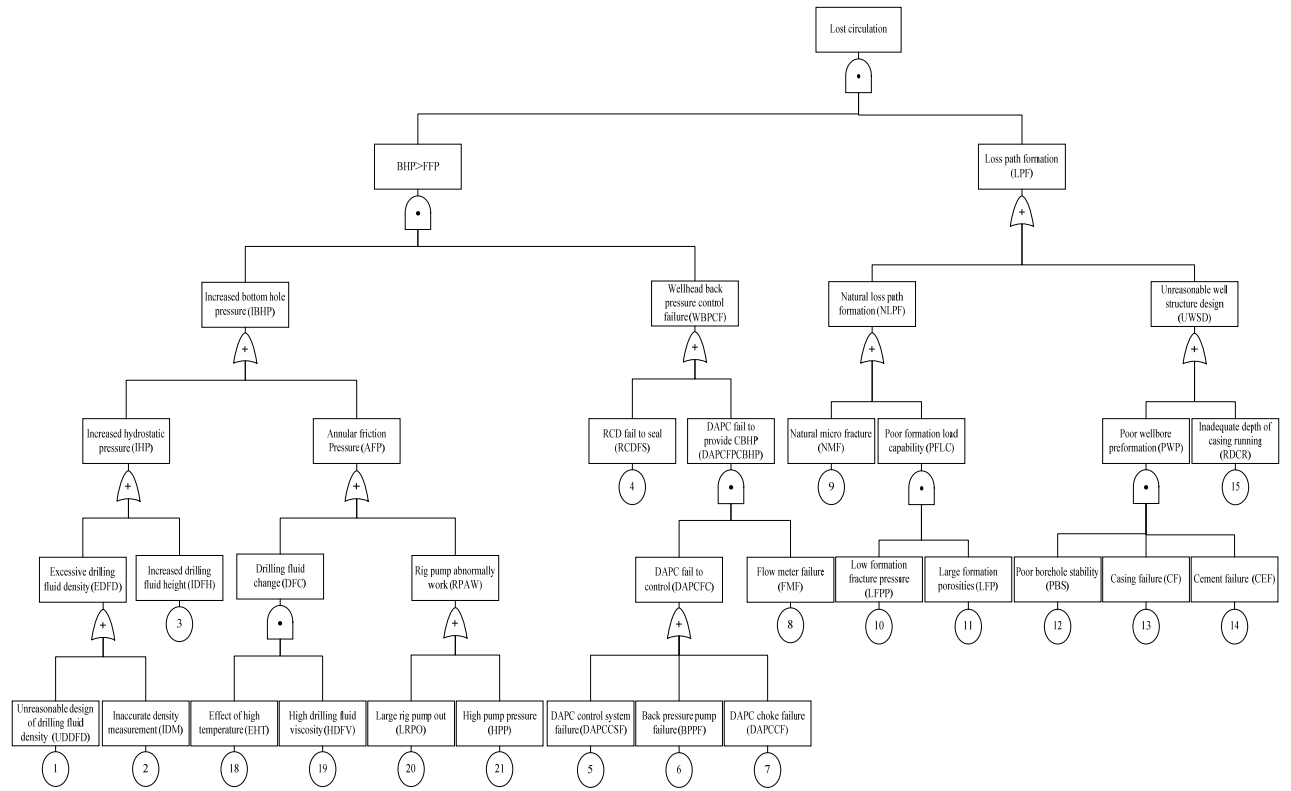 Lost circulation
•
BHP>FFP
Loss path formation
(LPF)
•
+
Increased bottom hole
pressure (IBHP)
Wellhead back
pressure control
failure (WBPCF)
Natural loss path
formation (NLPF)
Unreasonable well
structure design
(UWSD)
+
+
+
+
Increased hydrostatic
pressure (IHP)
Annular friction
Pressure (AFP)
RCD fail to seal
(RCDFS)
DAPC fail to
provide CBHP
(DAPCFPCBHP)
Natural micro fracture
(NMF)
Poor formation load
capability (PFLC)
Poor wellbore
preformation (PWP)
Inadequate depth of
casing running
(RDCR)
+
+
4
•
9
•
•
15
Excessive drilling
fluid density (EDFD)
Increased drilling
fluid height (IDFH)
Drilling fluid
change (DFC)
Rig pump abnormally
work (RPAW)
DAPC fail to
control (DAPCFC)
Flow meter failure
(FMF)
Low formation
fracture pressure
(LFPP)
Large formation
porosities (LFP)
Poor borehole stability
(PBS)
Casing failure (CF)
Cement failure (CEF)
+
3
•
+
+
8
10
11
12
13
14
Unreasonable design
of drilling fluid
density (UDDFD)
Inaccurate density
measurement (IDM)
Effect of high
temperature (EHT)
High drilling fluid
viscosity (HDFV)
Large rig pump out
(LRPO)
High pump pressure
(HPP)
DAPC control system
failure (DAPCCSF)
Back pressure pump
failure (BPPF)
DAPC choke failure
(DAPCCF)
1
2
18
19
20
21
5
6
7